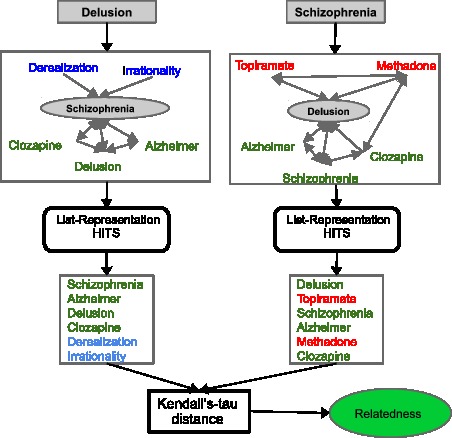 Delusion
Schizophrenia
Derealization
Irrationality
Schizophrenia
Clozapine
Alzheimer
Delusion
Topiramate
Methadone
Delusion
Alzheimer
Clozapine
Schizophrenia
List-Representation
HITS
List-Representation
HITS
Schizophrenia
Alzheimer
Delusion
Clozapine
Derealization
Irrationality
Delusion
Topiramate
Schizophrenia
Alzheimer
Methadone
Clozapine
Kendall's-tau
distance
Relatedness